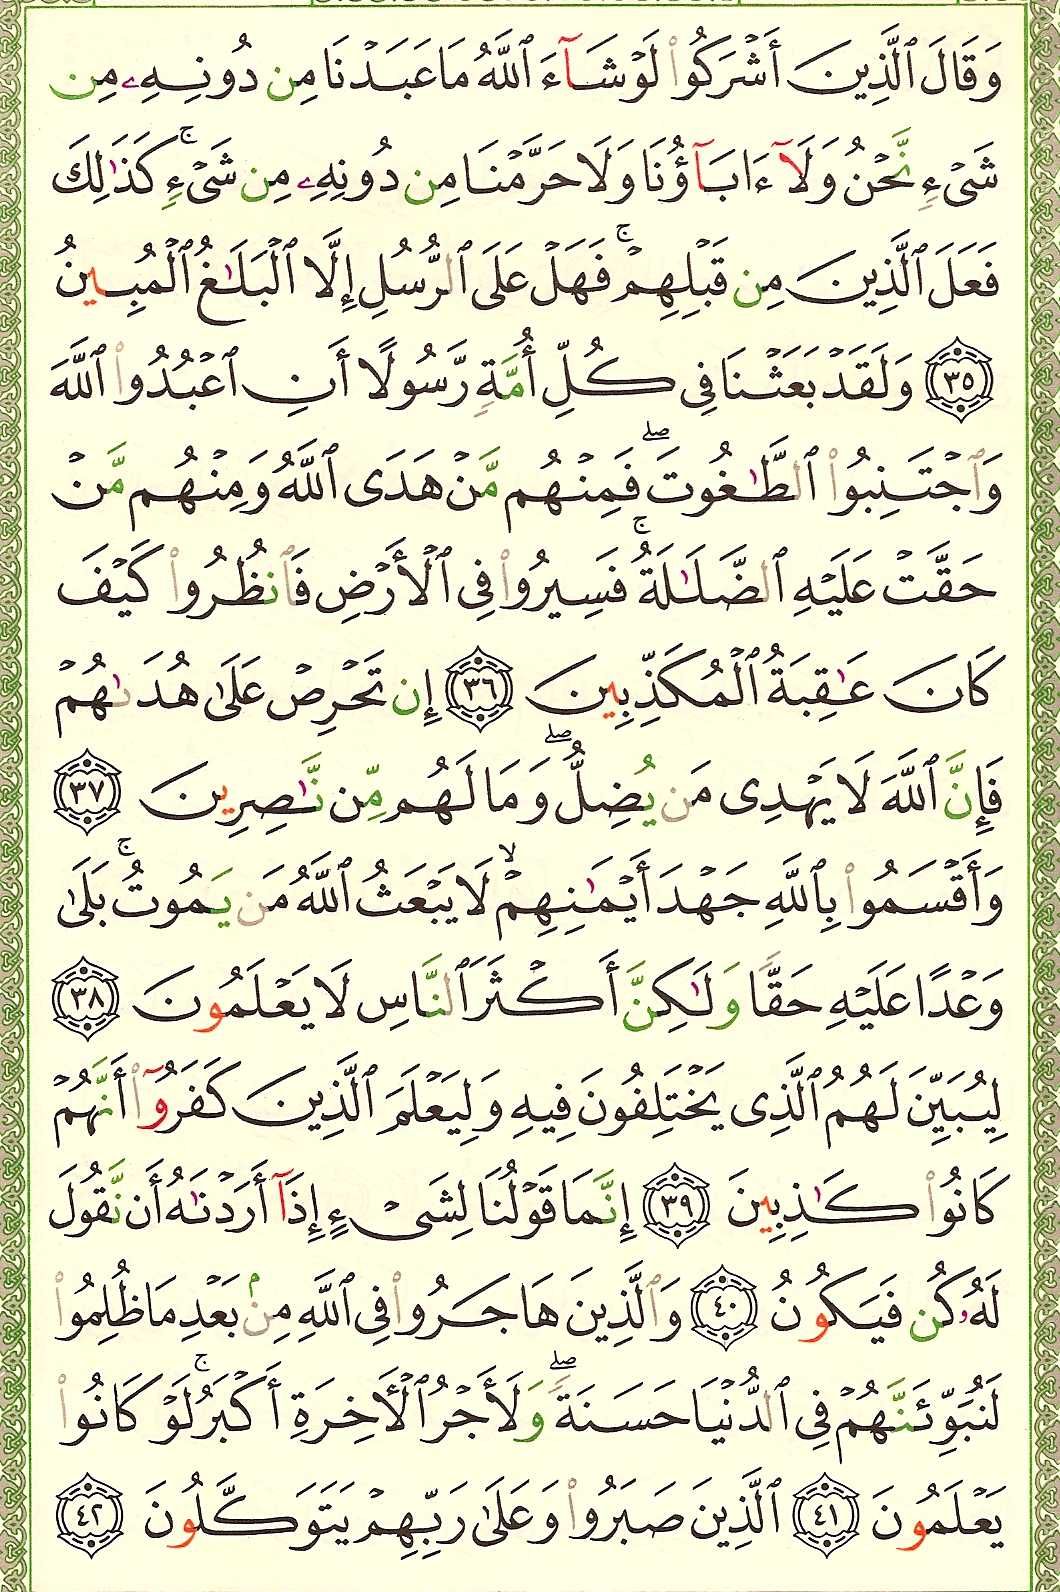 وَقَالَ ٱلَّذِينَ أَشْرَكُوا۟ لَوْ شَآءَ ٱللَّهُ مَا عَبَدْنَا مِن دُونِهِۦ مِن
شَىْءٍ نَّحْنُ وَلَآ ءَابَآؤُنَا وَلَا حَرَّمْنَا مِن دُونِهِۦ مِن شَىْءٍ ۚ كَذَٰلِكَ
فَعَلَ ٱلَّذِينَ مِن قَبْلِهِمْ ۚ فَهَلْ عَلَى ٱلرُّسُلِ إِلَّا ٱلْبَلَـٰغُ ٱلْمُبِينُ
٣٥ وَلَقَدْ بَعَثْنَا فِى كُلِّ أُمَّةٍ رَّسُولًا أَنِ ٱعْبُدُوا۟ ٱللَّهَ
وَٱجْتَنِبُوا۟ ٱلطَّـٰغُوتَ ۖ فَمِنْهُم مَّنْ هَدَى ٱللَّهُ وَمِنْهُم مَّنْ
حَقَّتْ عَلَيْهِ ٱلضَّلَـٰلَةُ ۚ فَسِيرُوا۟ فِى ٱلْأَرْضِ فَٱنظُرُوا۟ كَيْفَ
كَانَ عَـٰقِبَةُ ٱلْمُكَذِّبِينَ ٣٦ إِن تَحْرِصْ عَلَىٰ هُدَىٰهُمْ
فَإِنَّ ٱللَّهَ لَا يَهْدِى مَن يُضِلُّ ۖ وَمَا لَهُم مِّن نَّـٰصِرِينَ ٣٧
وَأَقْسَمُوا۟ بِٱللَّهِ جَهْدَ أَيْمَـٰنِهِمْ ۙ لَا يَبْعَثُ ٱللَّهُ مَن يَمُوتُ ۚ بَلَىٰ
وَعْدًا عَلَيْهِ حَقًّا وَلَـٰكِنَّ أَكْثَرَ ٱلنَّاسِ لَا يَعْلَمُونَ ٣٨
لِيُبَيِّنَ لَهُمُ ٱلَّذِى يَخْتَلِفُونَ فِيهِ وَلِيَعْلَمَ ٱلَّذِينَ كَفَرُوٓا۟ أَنَّهُمْ
كَانُوا۟ كَـٰذِبِينَ ٣٩ إِنَّمَا قَوْلُنَا لِشَىْءٍ إِذَآ أَرَدْنَـٰهُ أَن نَّقُولَ
لَهُۥ كُن فَيَكُونُ ٤٠ وَٱلَّذِينَ هَاجَرُوا۟ فِى ٱللَّهِ مِنۢ بَعْدِ مَا ظُلِمُوا۟
لَنُبَوِّئَنَّهُمْ فِى ٱلدُّنْيَا حَسَنَةً ۖ وَلَأَجْرُ ٱلْـَٔاخِرَةِ أَكْبَرُ ۚ لَوْ كَانُوا۟
يَعْلَمُونَ ٤١ ٱلَّذِينَ صَبَرُوا۟ وَعَلَىٰ رَبِّهِمْ يَتَوَكَّلُونَ ٤٢